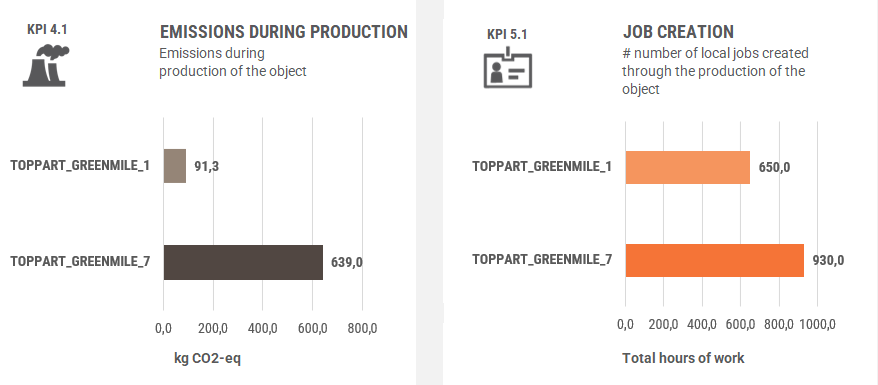 KPI 4.1
EMISSIONS DURING PRODUCTION
Emissions during
production of the object
TOPPART_GREENMILE_1
91,3
TOPPART_GREENMILE_7
639,0
0,0 200,0 400,0 600,0 800,0
kg CO2-eq
KPI 5.1
JOB CREATION
# number of local jobs created
through the production of the
object
TOPPART_GREENMILE_1
650,0
TOPPART_GREENMILE_7
930,0
0,0 200,0 400,0 600,0 800,0 1000,0
Total hours of work